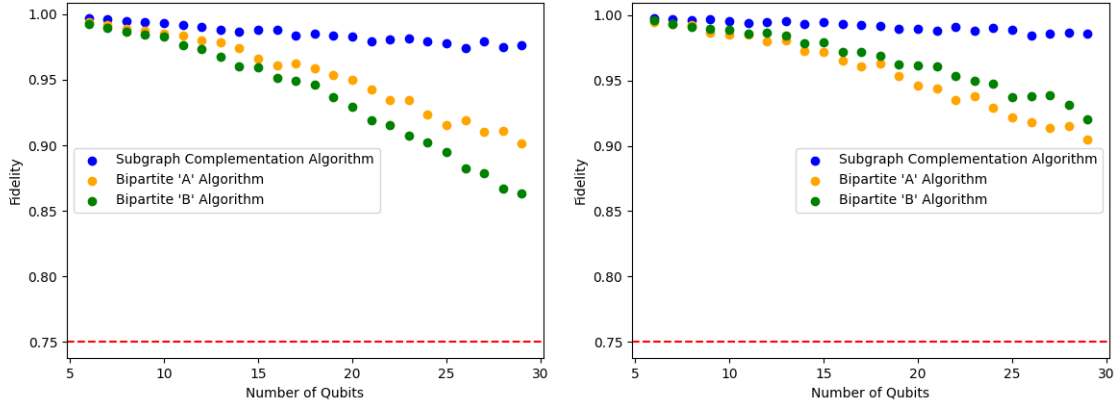 1.00
0.95
0.90
0.85
0.80
0.75
Fidelity
Subgraph Complementation Algorithm
Bipartite 'A' Algorithm
Bipartite 'B' Algorithm
5
10
15
20
25
30
Number of Qubits
1.00
0.95
0.90
0.85
0.80
0.75
Fidelity
Subgraph Complementation Algorithm
Bipartite 'A' Algorithm
Bipartite 'B' Algorithm
5
10
15
20
25
30
Number of Qubits